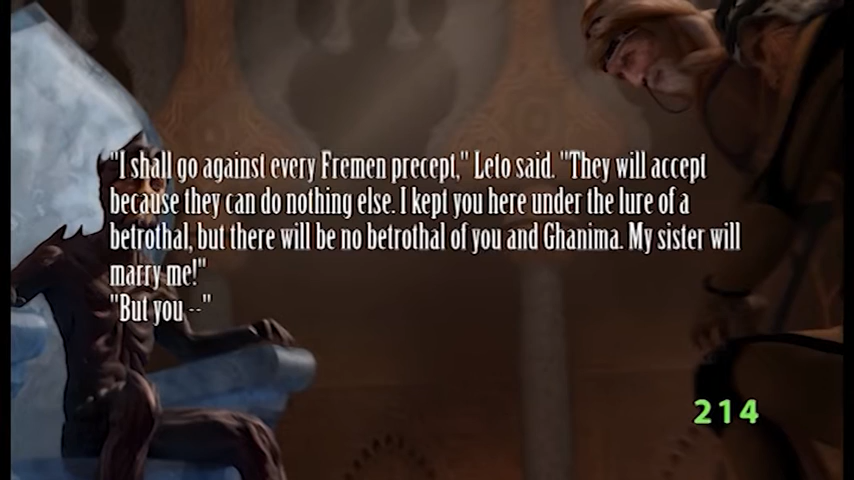 "I shall go against every Fremen precept," Leto said. "They will accept
because they can do nothing else. I kept you here under the lure of a
betrothal, but there will be no betrothal of you and Ghanima. My sister will
marry me!"
"But you --"
214